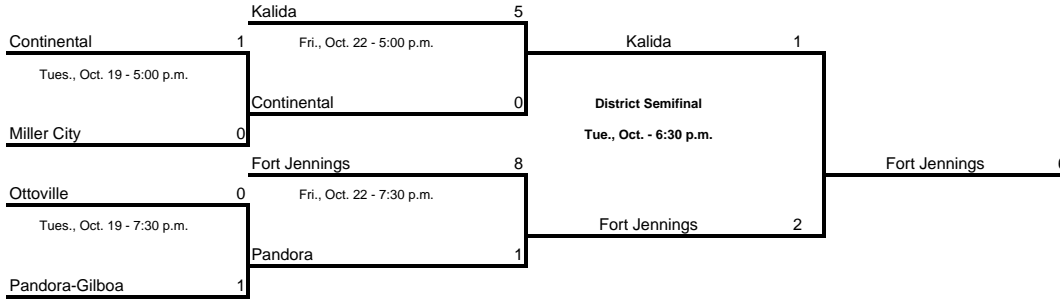 Kalida 5
Continental 1
Fri., Oct. 22 - 5:00 p.m.
Kalida 1
Tues., Oct. 19 - 5:00 p.m.
Continental 0
District Semifinal
Miller City 0
Tue., Oct. - 6:30 p.m.
Fort Jennings 8
Fort Jennings
Ottoville 0
Fri., Oct. 22 - 7:30 p.m.
Tues., Oct. 19 - 7:30 p.m.
Fort Jennings 2
Pandora 1
Pandora-Gilboa 1